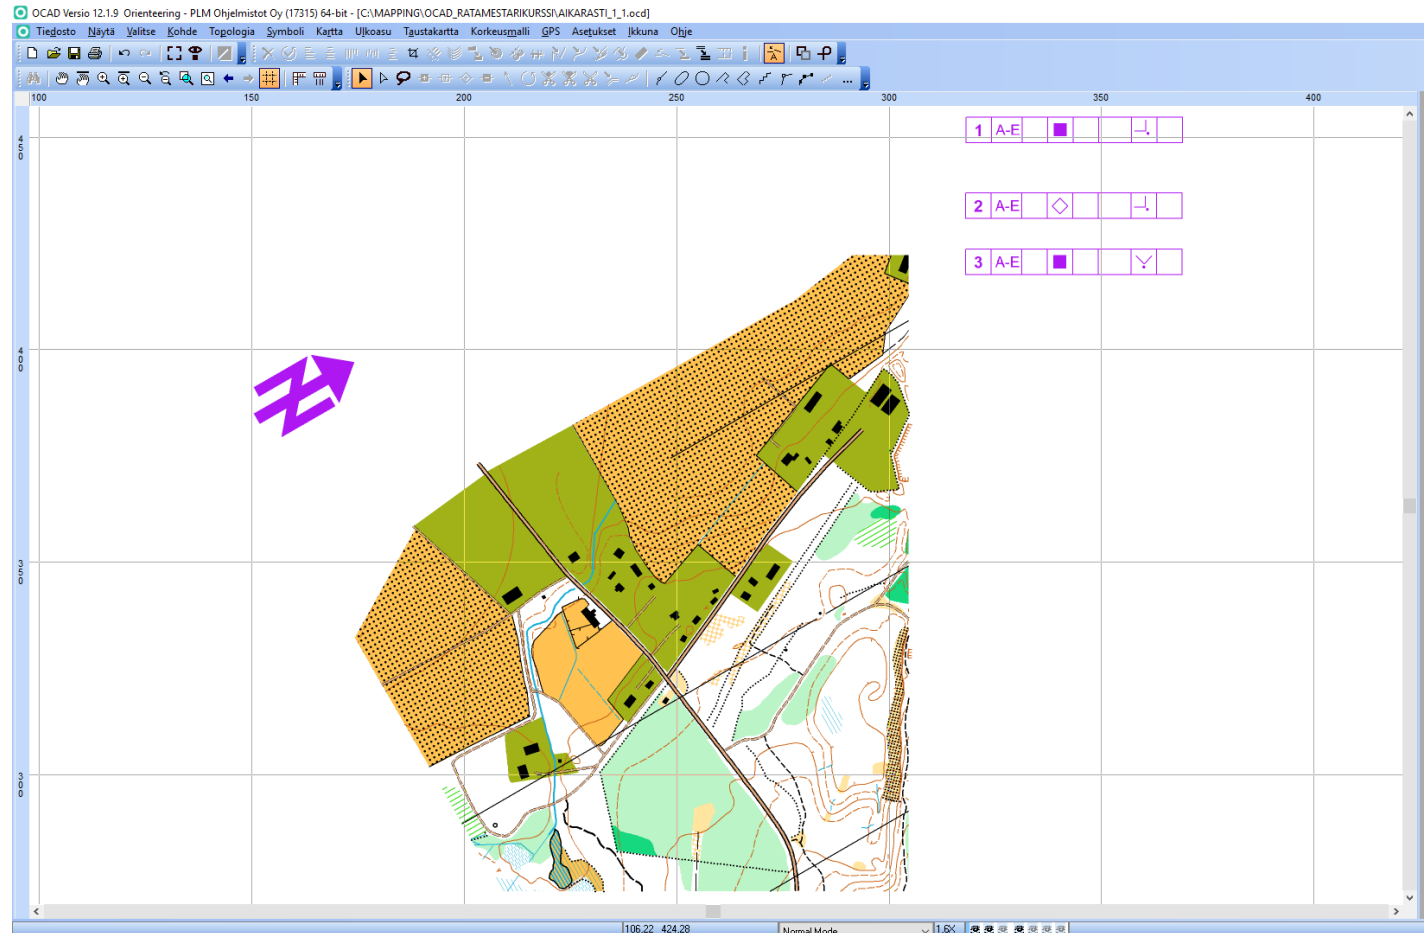 OCAD Versio 12.1.9  Orienteering - PLM Ohjelmistot Oy (17315) 64-bit - [C:\MAPPING\OCAD_RATAMESTARIKURSSI\AIKARASTI_1_1.ocd]
Tiedosto Näytä Valitse Kohde Topologia Symboli Kartta Ulkoasu Taustakartta Korkeusmalli GPS Asetukset Ikkuna Ohje
100 150 200 250 300 350 400
450
400
350
300
1 A-E
2 A-E
3 A-E
N
106.22 424.28 Normal Mode 1.6X